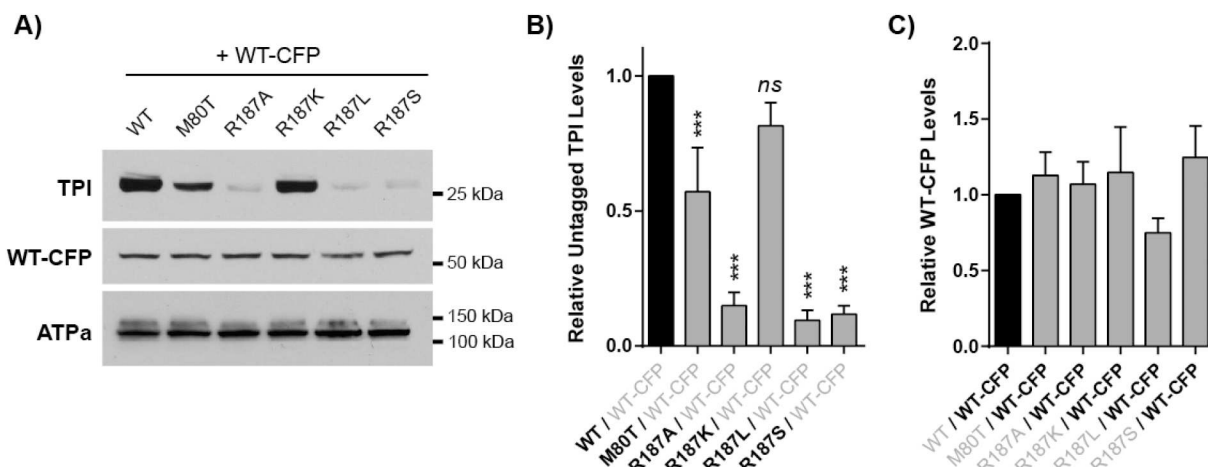 A)
+ WT-CFP
WT M80T R187A R187K R187L R187S
TPI
25 kDa
WT-CFP
50 kDa
ATPa
150 kDa
100 kDa
B)
Relative Untagged TPI Levels
1.0
0.5
0.0
***
***
ns
***
***
WT / WT-CFP
M80T / WT-CFP
R187A / WT-CFP
R187K / WT-CFP
R187L / WT-CFP
R187S / WT-CFP
C)
Relative WT-CFP Levels
2.0
1.5
1.0
0.5
0.0
WT / WT-CFP
M80T / WT-CFP
R187A / WT-CFP
R187K / WT-CFP
R187L / WT-CFP
R187S / WT-CFP